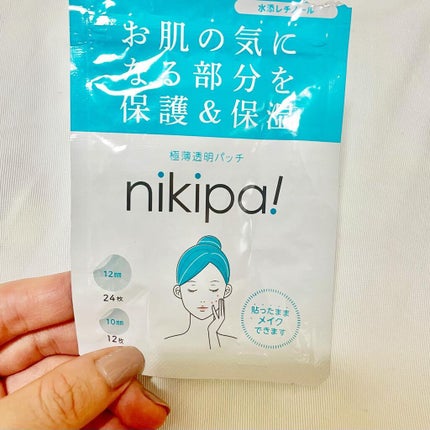 水添レチノール
お肌の気に
なる部分を
保護&保湿
極薄透明パッチ
nikipa!
12mm
24枚
10mm
12枚
貼ったまま
メイク
できます